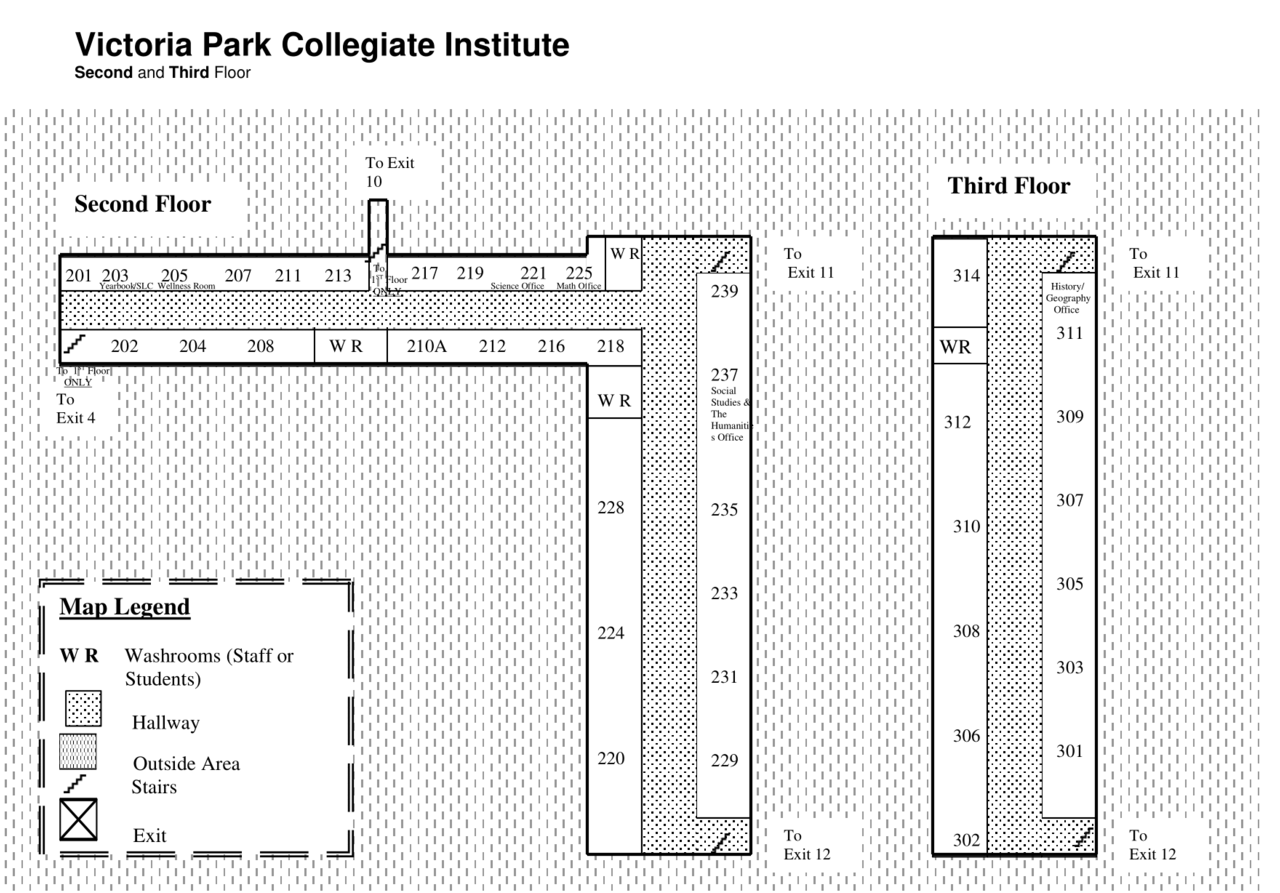 Victoria Park Collegiate Institute
Second and Third Floor
To Exit
10
Second Floor
Third Floor
201 203 205 207 211 213 217 219 221 225
Yearbook/SLC Wellness Room
To
1ST Floor
ONLY
Science Office Math Office
W R
To
Exit 11
202 204 208 W R 210A 212 216 218
To 1ST Floor
ONLY
To
Exit 4
W R
228
224
220
239
237
Social
Studies &
The
Humanitie
s Office
235
233
231
229
To
Exit 12
314
WR
312
310
308
306
302
History/
Geography
Office
311
309
307
305
303
301
To
Exit 11
To
Exit 12
Map Legend
W R Washrooms (Staff or
Students)
Hallway
Outside Area
Stairs
Exit